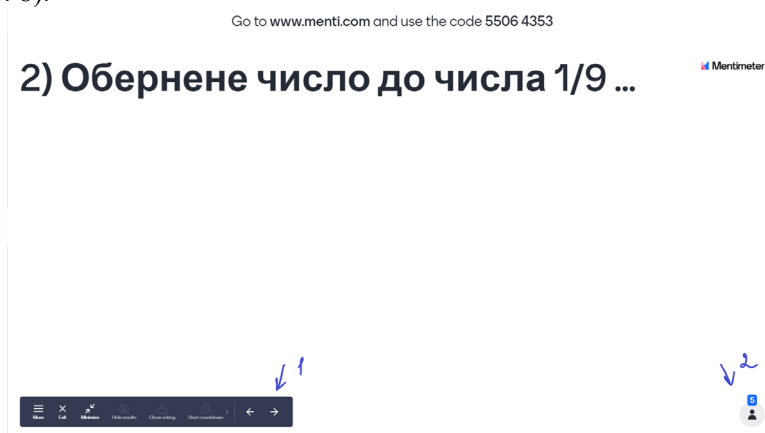 Go to www.menti.com and use the code 5506 4353
2) Обернене число до числа 1/9 ...
Mentimeter
1
2
5
More Exit Minimize Hide results Close voting Start countdown